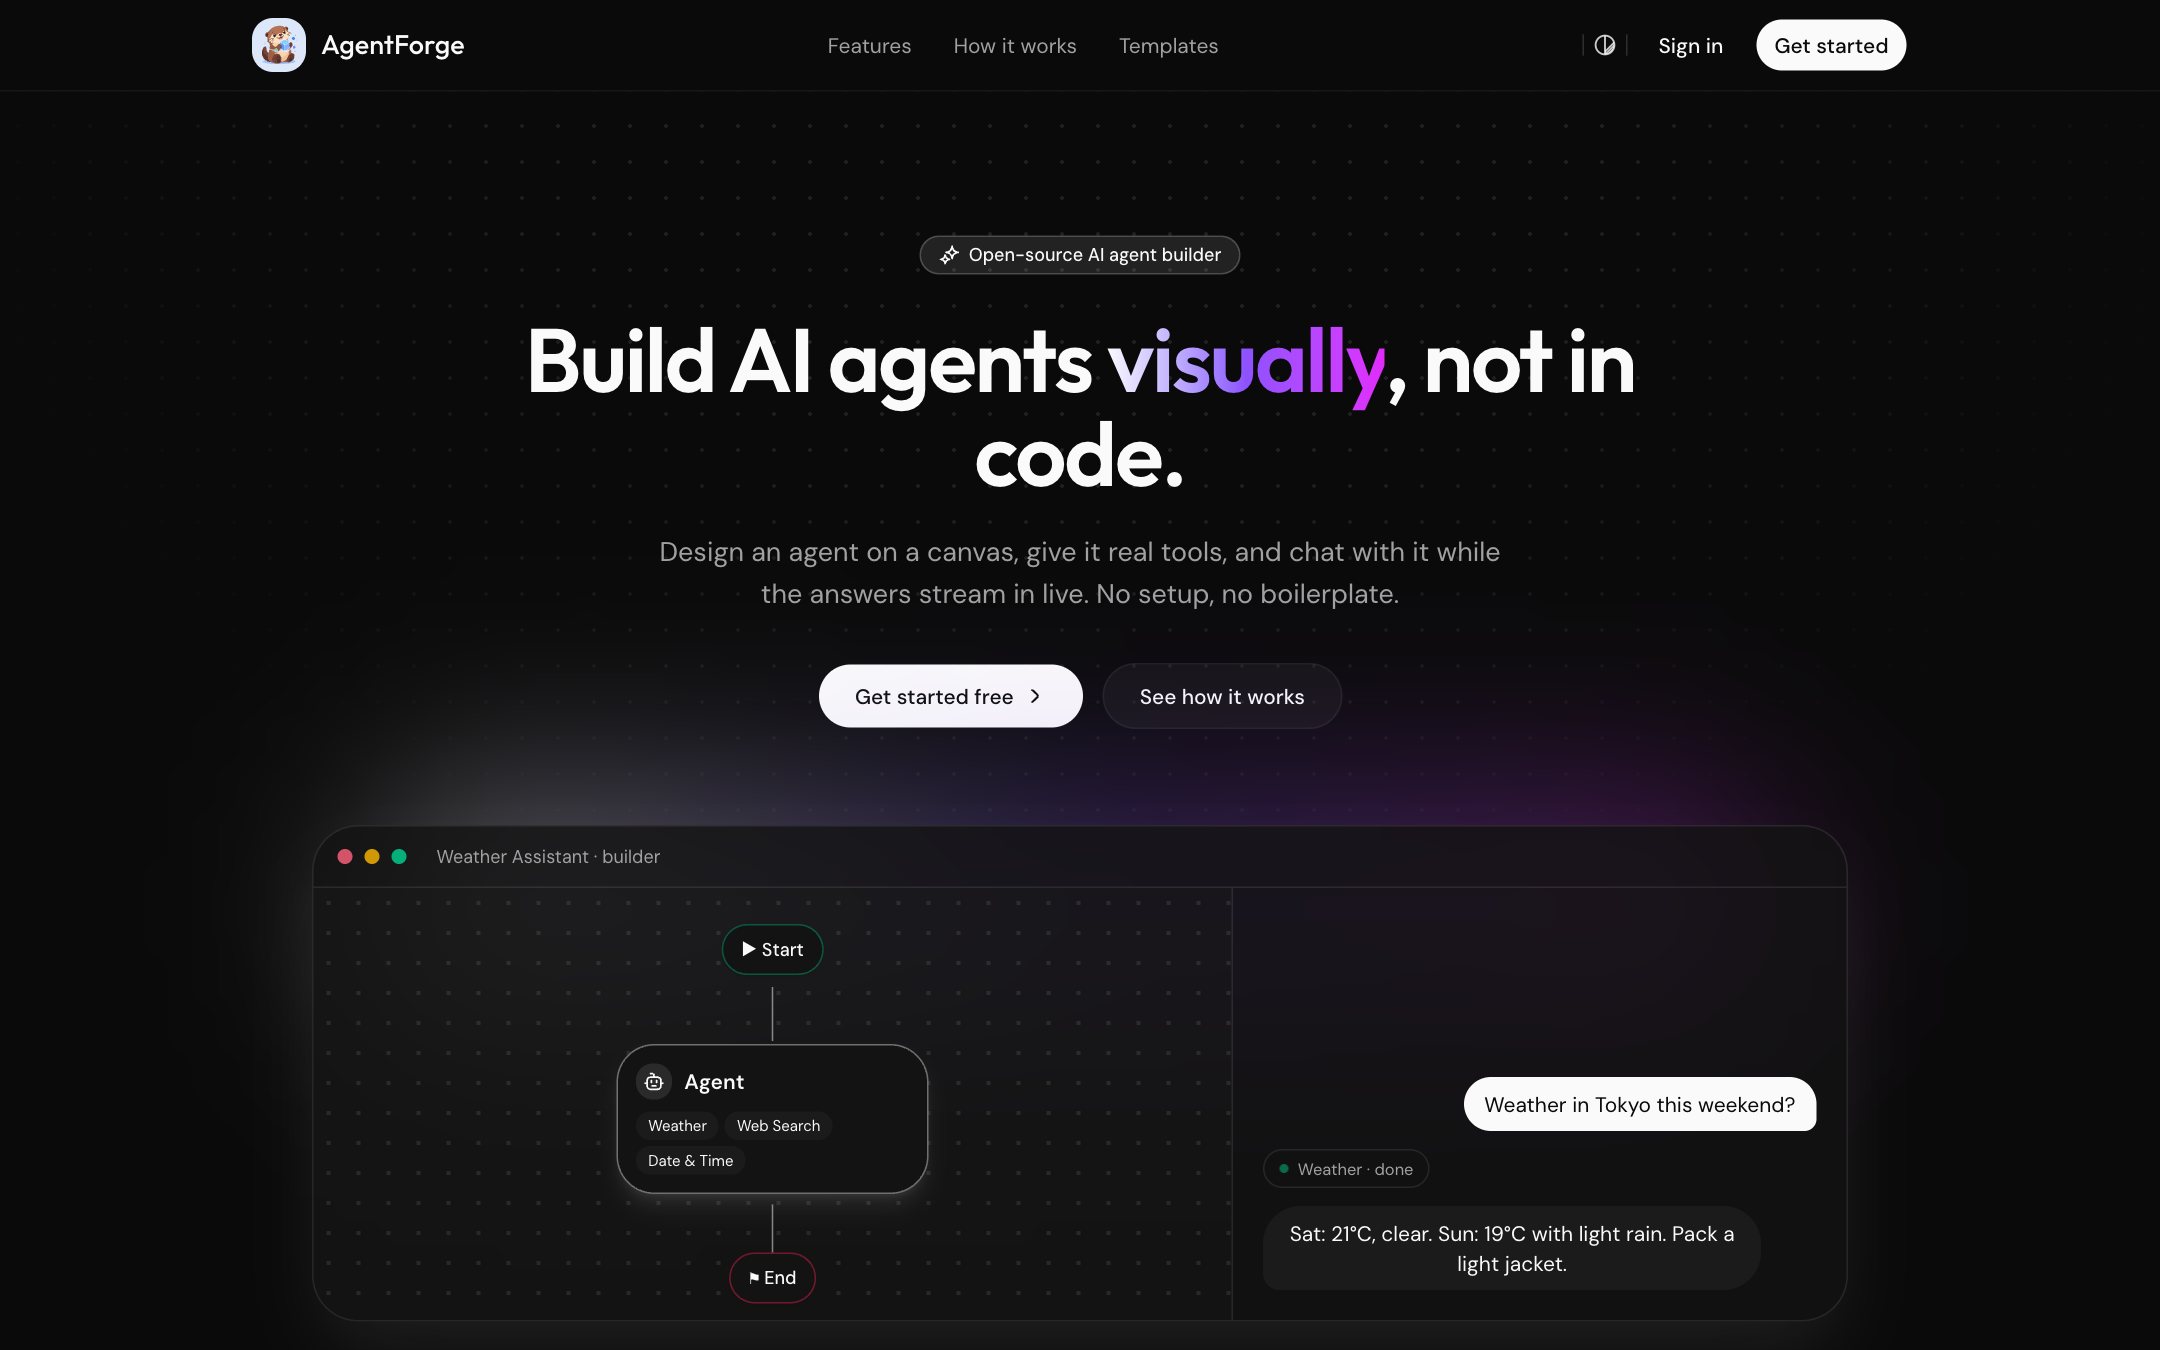 AgentForge
Features
How it works
Templates
Sign in
Get started
Open-source AI agent builder
Build AI agents visually, not in
code.
Design an agent on a canvas, give it real tools, and chat with it while
the answers stream in live. No setup, no boilerplate.
Get started free
See how it works
Weather Assistant · builder
Start
Agent
Weather
Web Search
Date & Time
End
Weather in Tokyo this weekend?
Weather · done
Sat: 21°C, clear. Sun: 19°C with light rain. Pack a
light jacket.